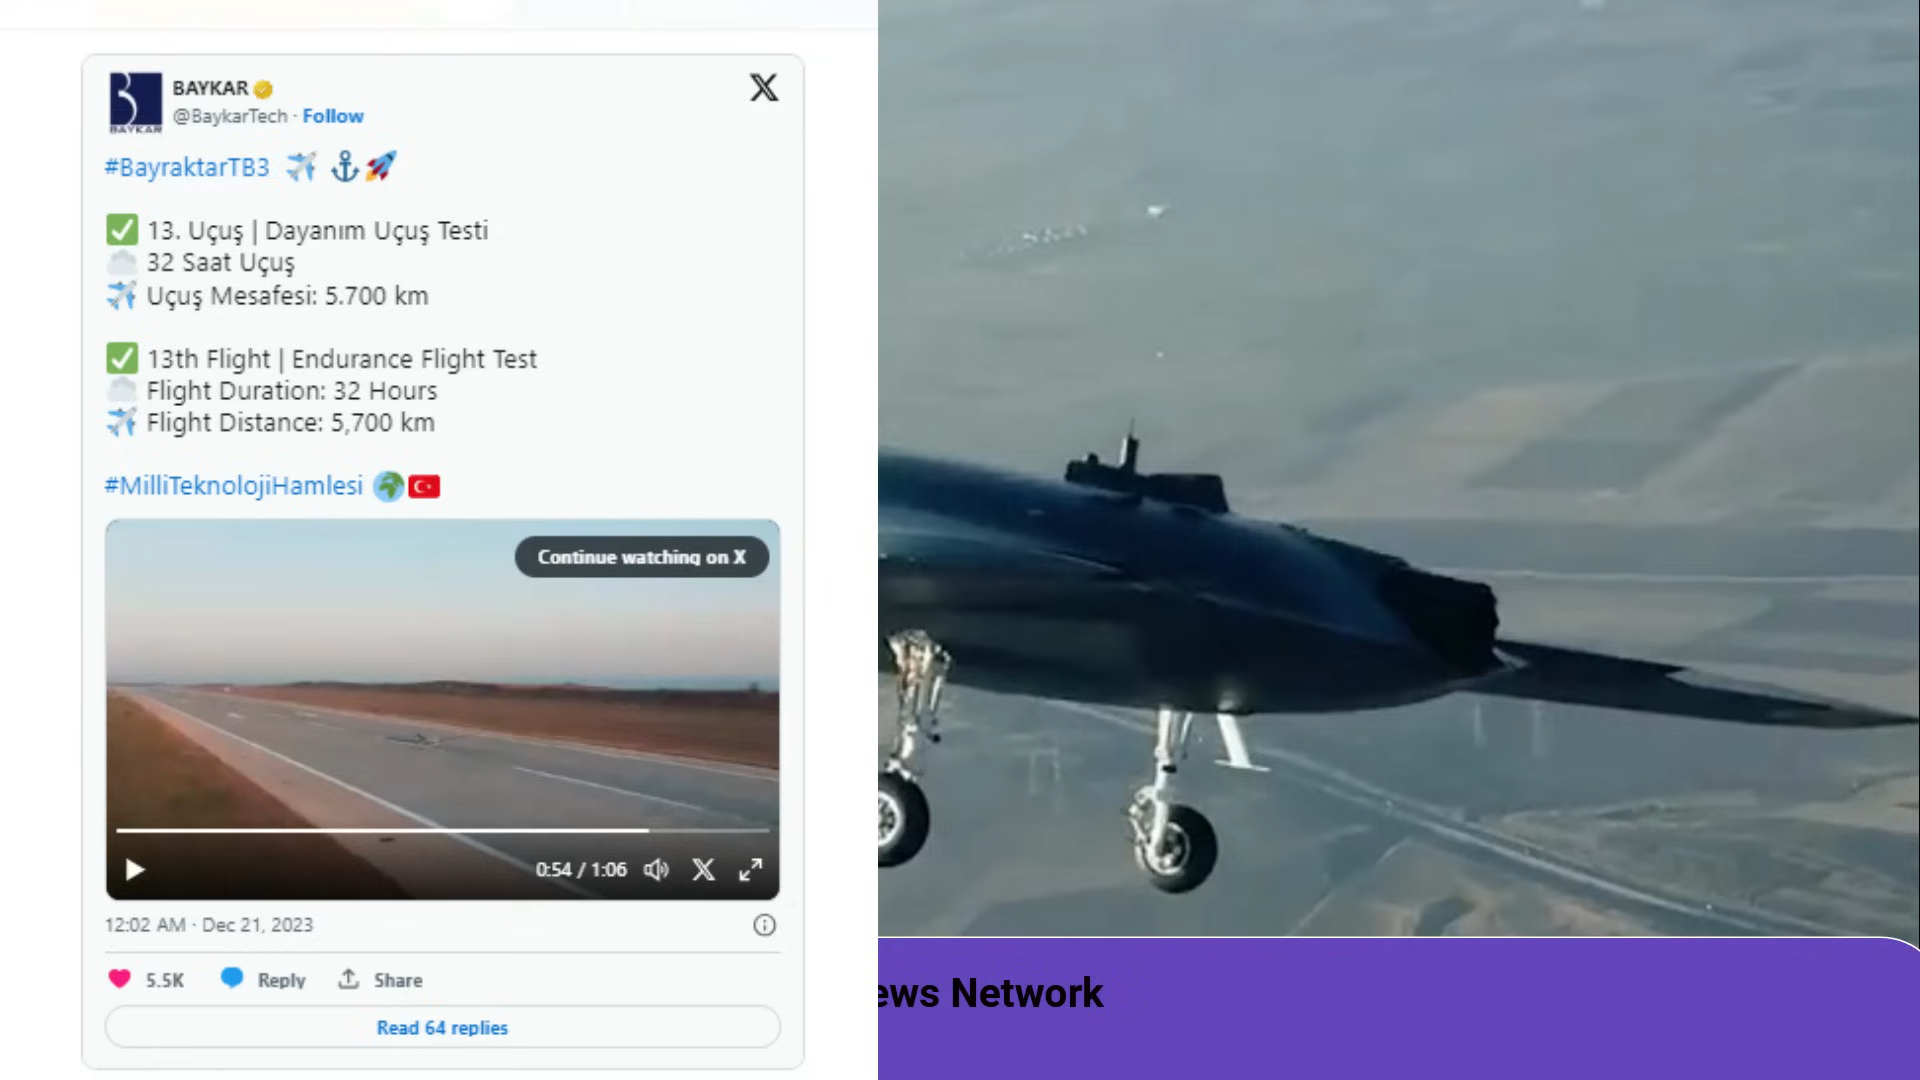 BAYKAR
@BaykarTech · Follow
BAYKAR
#BayraktarTB3
13. Uçuş | Dayanım Uçuş Testi
32 Saat Uçuş
Uçuş Mesafesi: 5.700 km
13th Flight | Endurance Flight Test
Flight Duration: 32 Hours
Flight Distance: 5,700 km
#MilliTeknolojiHamlesi
Continue watching on X
0:54 / 1:06
12:02 AM · Dec 21, 2023
5.5K Reply Share
Read 64 replies
ews Network